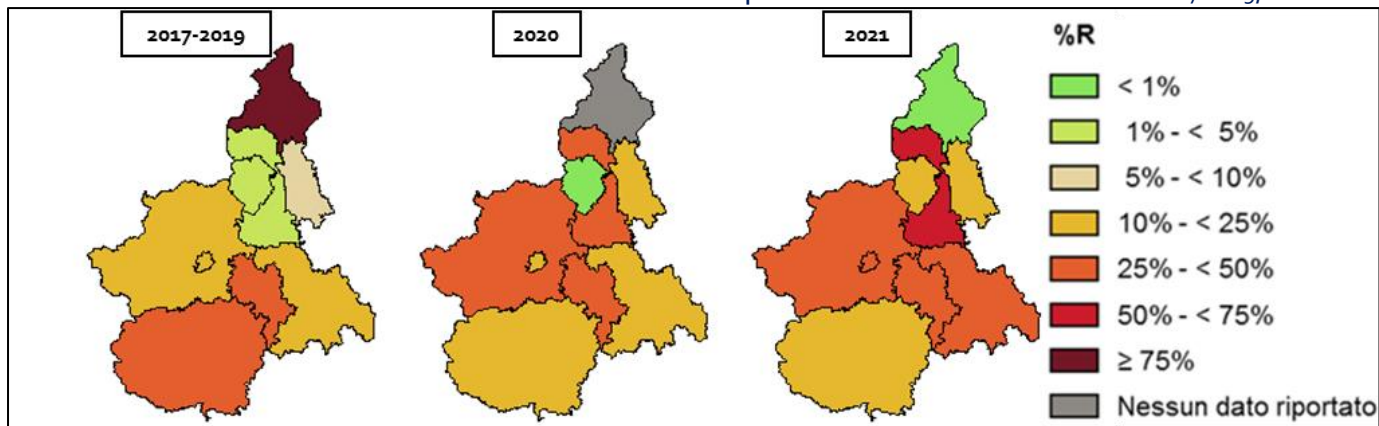 2017-2019
2020
2021
%R
< 1%
1% - < 5%
5% - < 10%
10% - < 25%
25% - < 50%
50% - < 75%
≥ 75%
Nessun dato riportato